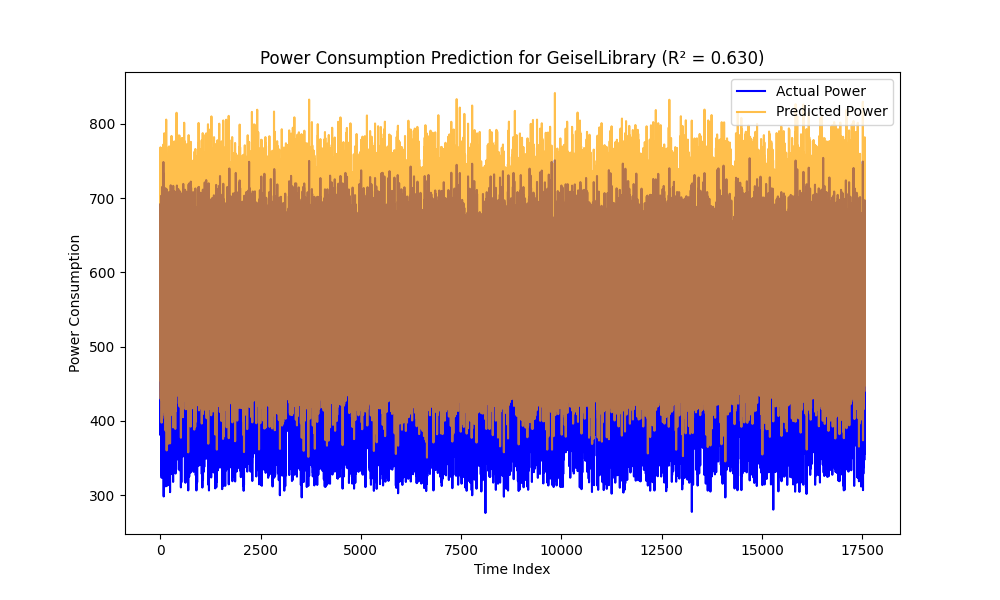 Power Consumption Prediction for GeiselLibrary (R² = 0.630)
Actual Power
Predicted Power
800
700
600
500
400
300
Power Consumption
0
2500
5000
7500
10000
12500
15000
17500
Time Index